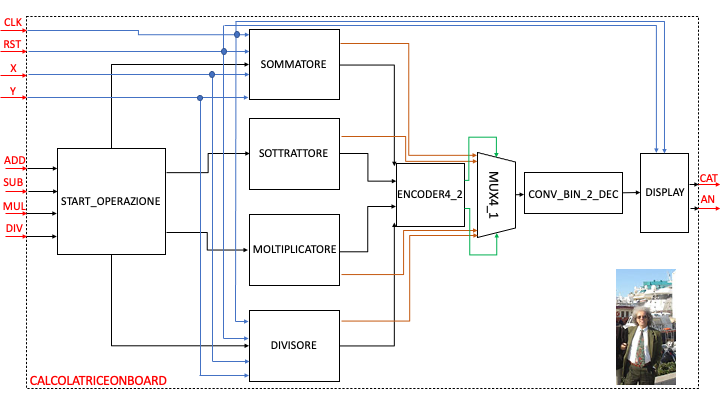 CLK
RST
X
Y
SOMMATORE
ADD
SUB
MUL
DIV
START_OPERAZIONE
SOTTRATTORE
MOLTIPLICATORE
DIVISORE
ENCODER4_2
MUX4_1
CONV_BIN_2_DEC
DISPLAY
CAT
AN
CALCOLATRICEONBOARD